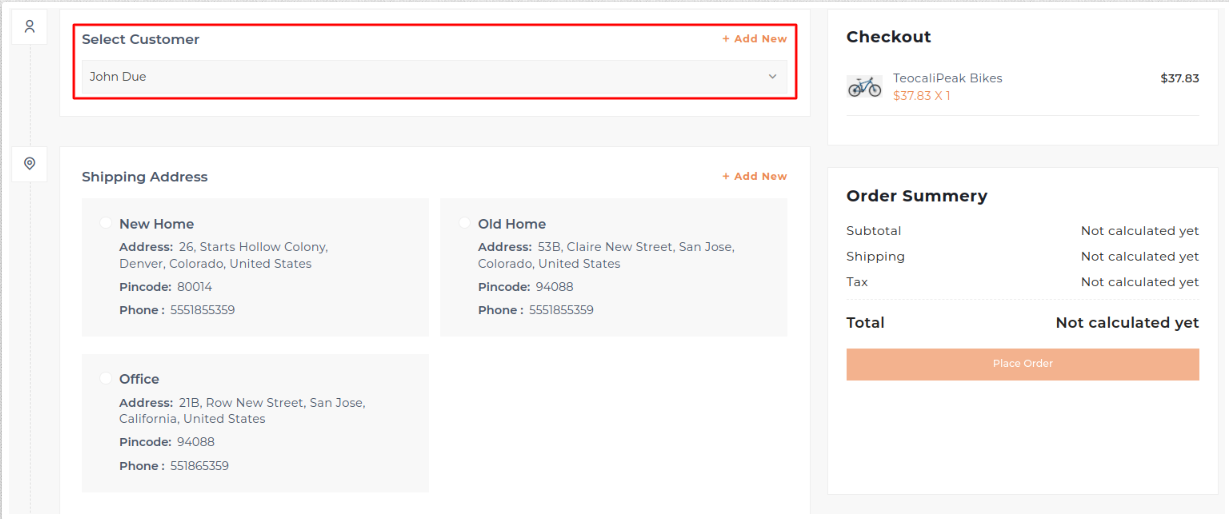 Select Customer
+ Add New
John Due
Shipping Address
+ Add New
New Home
Address: 26, Starts Hollow Colony,
Denver, Colorado, United States
Pincode: 80014
Phone : 5551855359
Old Home
Address: 53B, Claire New Street, San Jose,
Colorado, United States
Pincode: 94088
Phone : 5551855359
Office
Address: 21B, Row New Street, San Jose,
California, United States
Pincode: 94088
Phone : 551865359
Checkout
TeocaliPeak Bikes $37.83
$37.83 X 1
Order Summery
Subtotal Not calculated yet
Shipping Not calculated yet
Tax Not calculated yet
Total Not calculated yet
Place Order